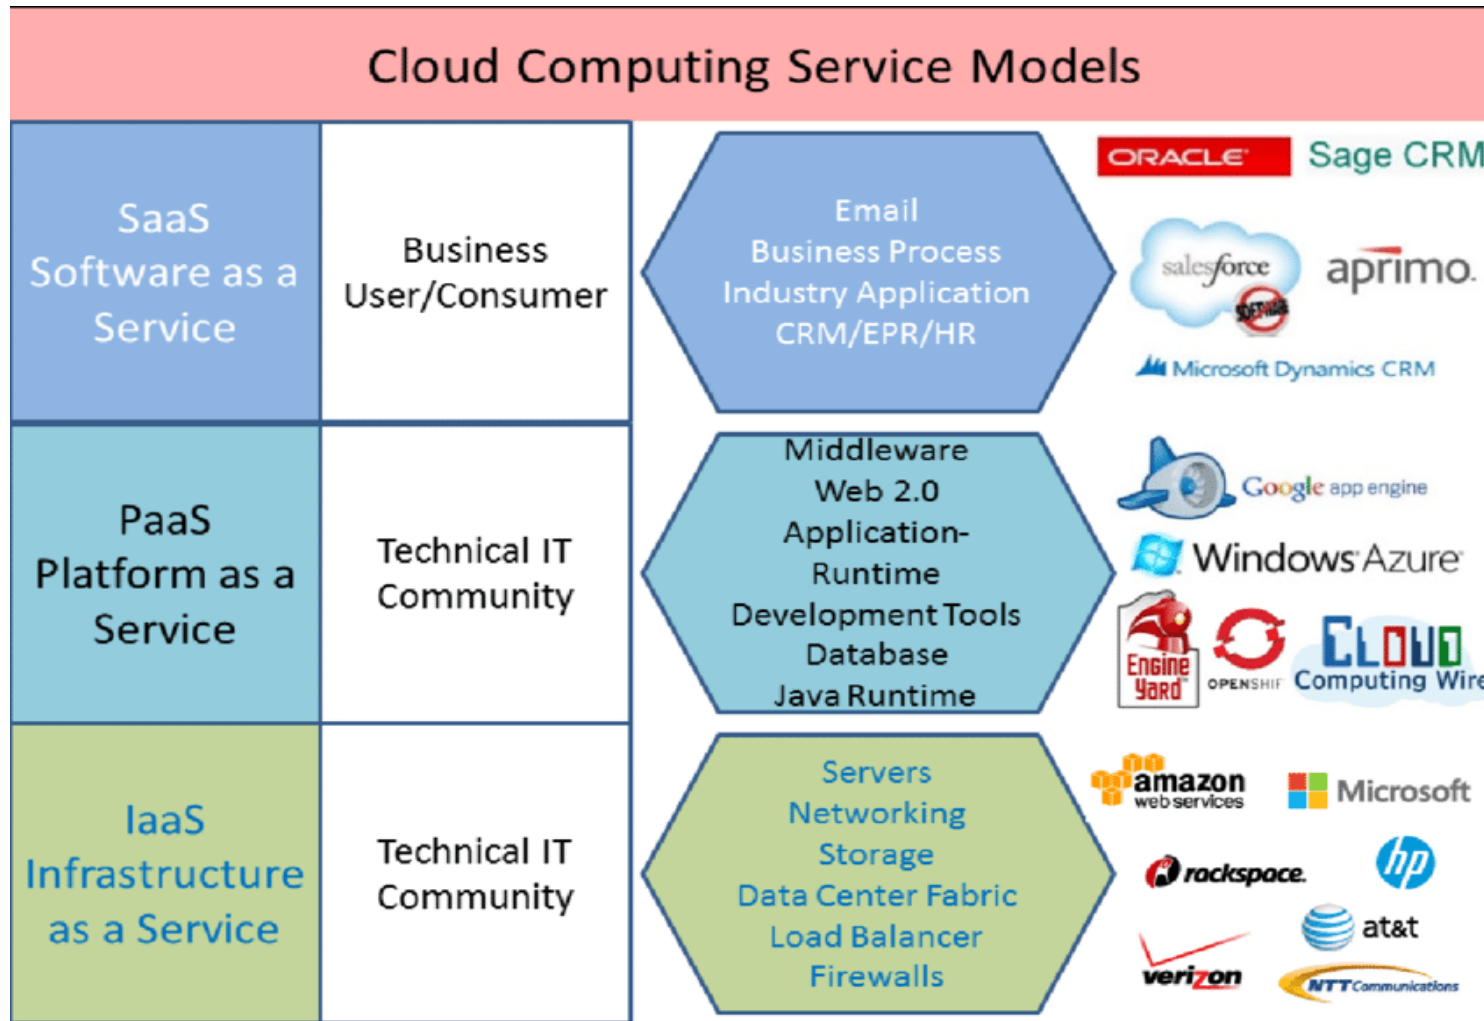 Cloud Computing Service Models
SaaS
Software as a
Service
Business
User/Consumer
Email
Business Process
Industry Application
CRM/EPR/HR
ORACLE
Sage CRM
salesforce
SOFTWARE
aprimo.
Microsoft Dynamics CRM
PaaS
Platform as a
Service
Technical IT
Community
Middleware
Web 2.0
Application-
Runtime
Development Tools
Database
Java Runtime
Google app engine
Windows Azure
Engine
Yard
OPENSHIF
CLOUD
Computing Wire
IaaS
Infrastructure
as a Service
Technical IT
Community
Servers
Networking
Storage
Data Center Fabric
Load Balancer
Firewalls
amazon
web services
Microsoft
rackspace.
hp
at&t
verizon
NTT Communications